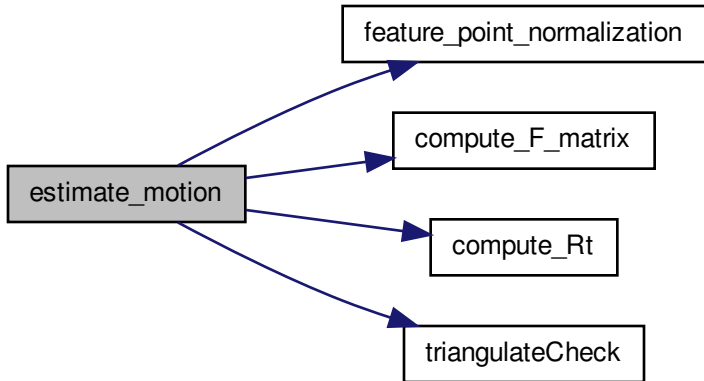 feature_point_normalization
compute_F_matrix
estimate_motion
compute_Rt
triangulateCheck